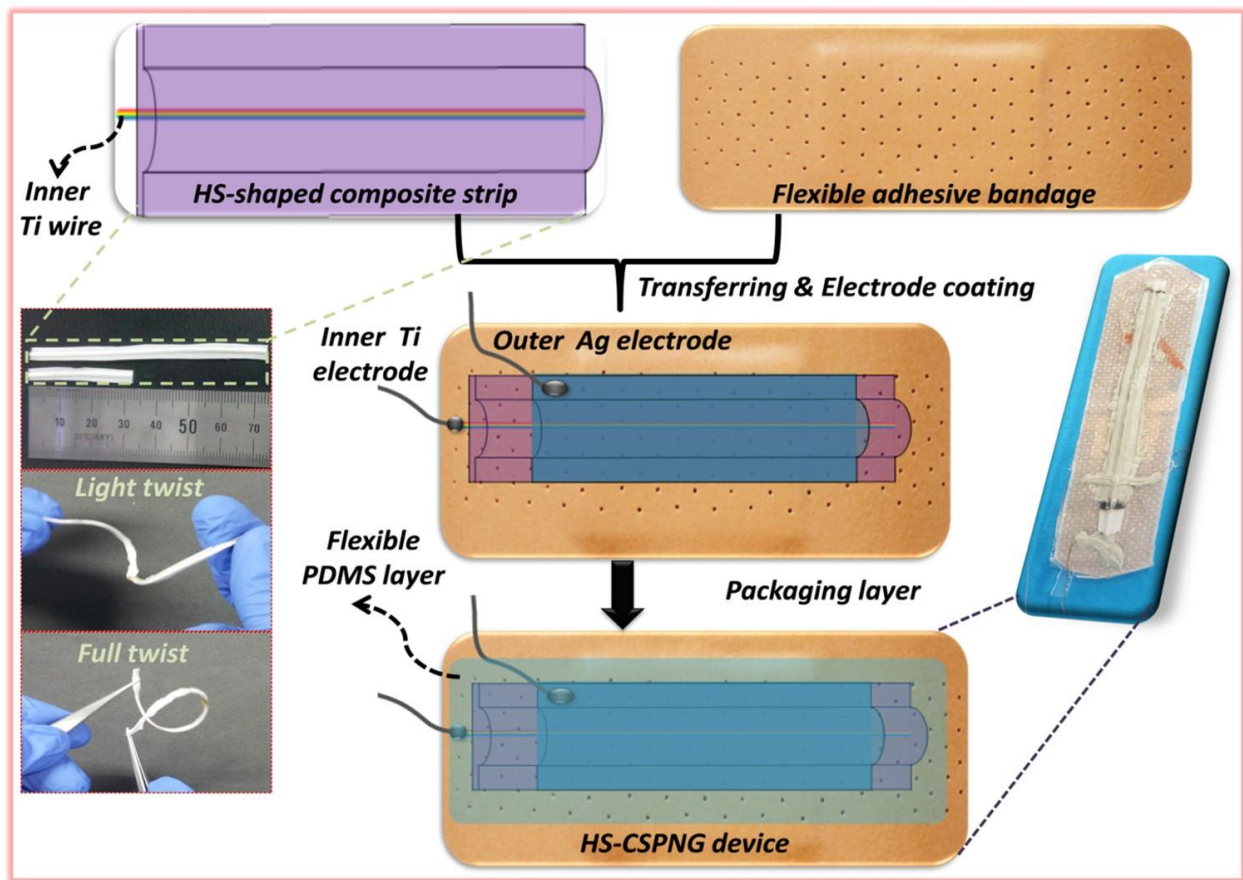 Inner
Ti wire
HS-shaped composite strip
Flexible adhesive bandage
Transferring & Electrode coating
Inner Ti
electrode
Outer Ag electrode
10 20 30 40 50 60 70
Light twist
Full twist
Flexible
PDMS layer
Packaging layer
HS-CSPNG device